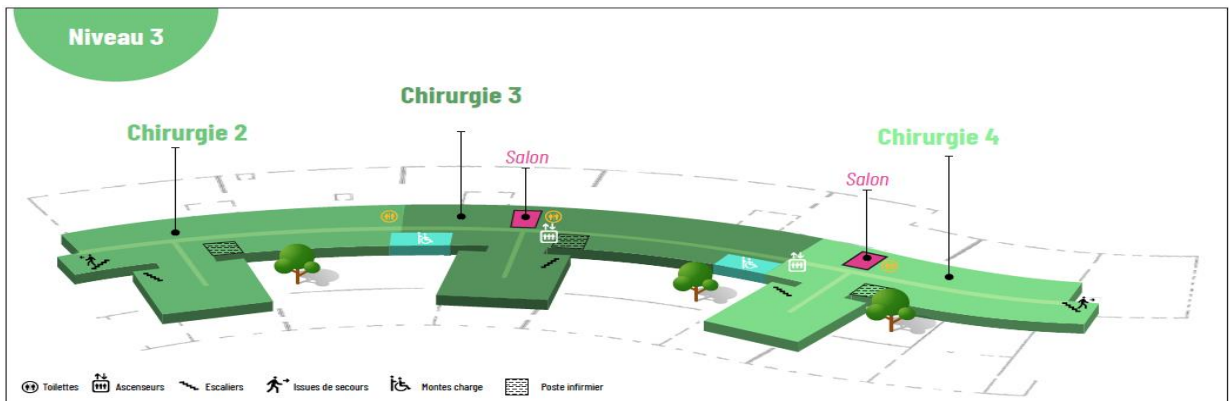 Niveau 3
Chirurgie 3
Chirurgie 2
Chirurgie 4
Salon
Salon
Toilettes
Ascenseurs
Escaliers
Issues de secours
Montes charge
Poste infirmier